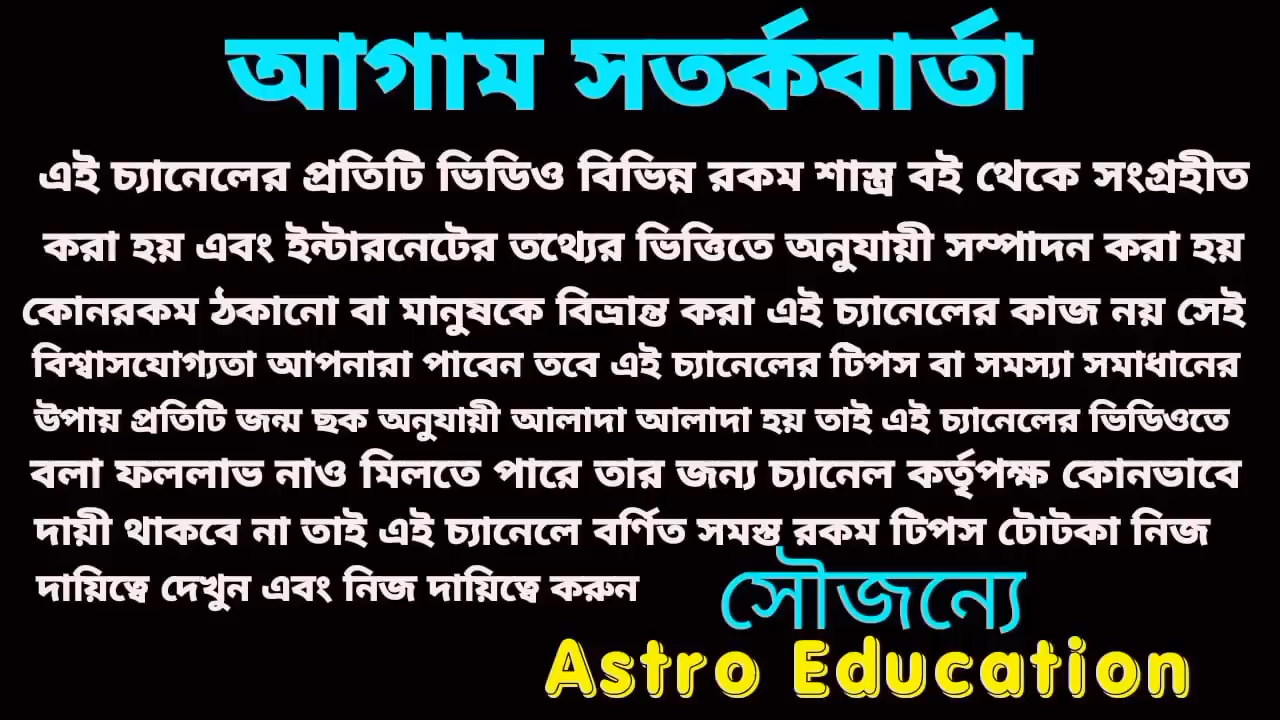 আগাম সতর্কবার্তা
এই চ্যানেলের প্রতিটি ভিডিও বিভিন্ন রকম শাস্ত্র বই থেকে সংগ্রহীত
করা হয় এবং ইন্টারনেটের তথ্যের ভিত্তিতে অনুযায়ী সম্পাদন করা হয়
কোনরকম ঠকানো বা মানুষকে বিভ্রান্ত করা এই চ্যানেলের কাজ নয় সেই
বিশ্বাসযোগ্যতা আপনারা পাবেন তবে এই চ্যানেলের টিপস বা সমস্যা সমাধানের
উপায় প্রতিটি জন্ম ছক অনুযায়ী আলাদা আলাদা হয় তাই এই চ্যানেলের ভিডিওতে
বলা ফললাভ নাও মিলতে পারে তার জন্য চ্যানেল কর্তৃপক্ষ কোনভাবে
দায়ী থাকবে না তাই এই চ্যানেলে বর্ণিত সমস্ত রকম টিপস টোটকা নিজ
দায়িত্বে দেখুন এবং নিজ দায়িত্বে করুন
সৌজন্যে
Astro Education